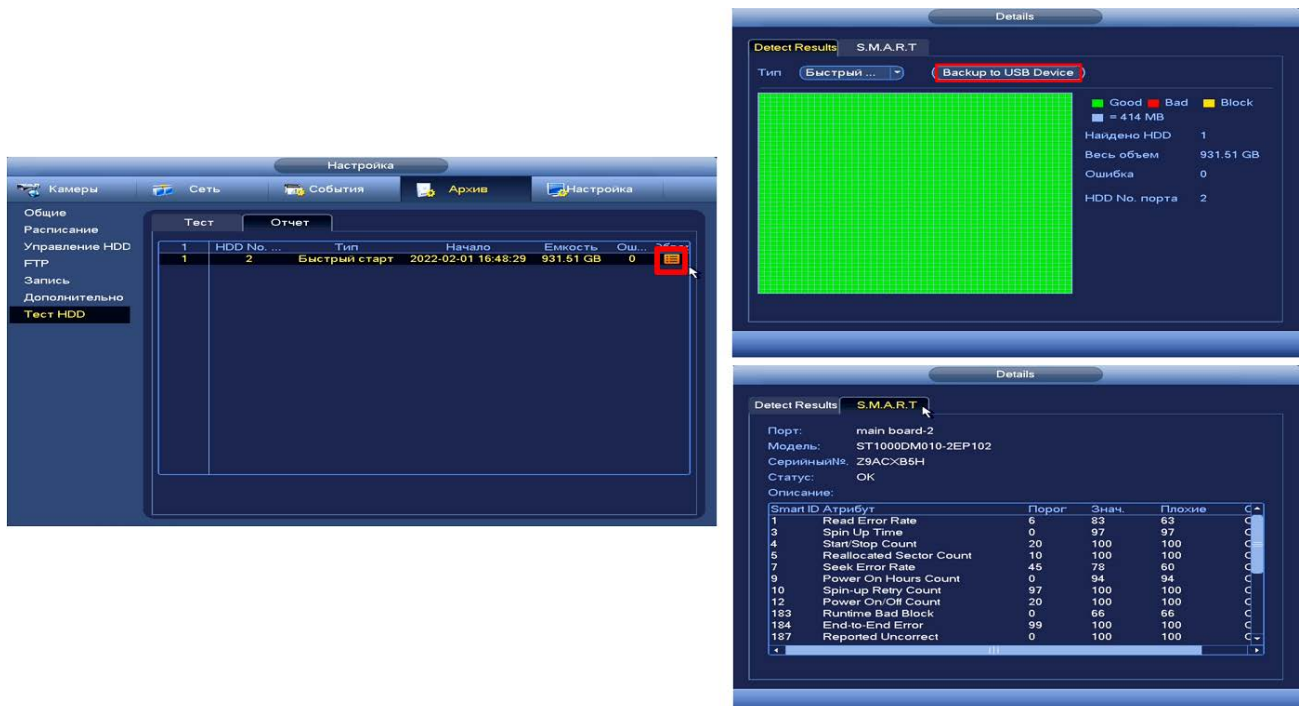 Настройка
Камеры Сеть События Архив Настройка
Общие
Расписание
Управление HDD
FTP
Запись
Дополнительно
Тест HDD
Тест Отчет
1 HDD No. ... Тип Начало Емкость Ош...
1 2 Быстрый старт 2022-02-01 16:48:29 931.51 GB 0
Details
Detect Results S.M.A.R.T
Тип Быстрый ... Backup to USB Device
Good Bad Block
= 414 MB
Найдено HDD 1
Весь объем 931.51 GB
Ошибка 0
HDD No. порта 2
Details
Detect Results S.M.A.R.T
Порт: main board-2
Модель: ST1000DM010-2EP102
Серийный№. Z9ACXB5H
Статус: OK
Описание:
Smart ID Атрибут Порог Знач. Плохие
1 Read Error Rate 6 83 63
3 Spin Up Time 0 97 97
4 Start/Stop Count 20 100 100
5 Reallocated Sector Count 10 100 100
7 Seek Error Rate 45 78 60
9 Power On Hours Count 0 94 94
10 Spin-up Retry Count 97 100 100
12 Power On/Off Count 20 100 100
183 Runtime Bad Block 0 66 66
184 End-to-End Error 99 100 100
187 Reported Uncorrect 0 100 100